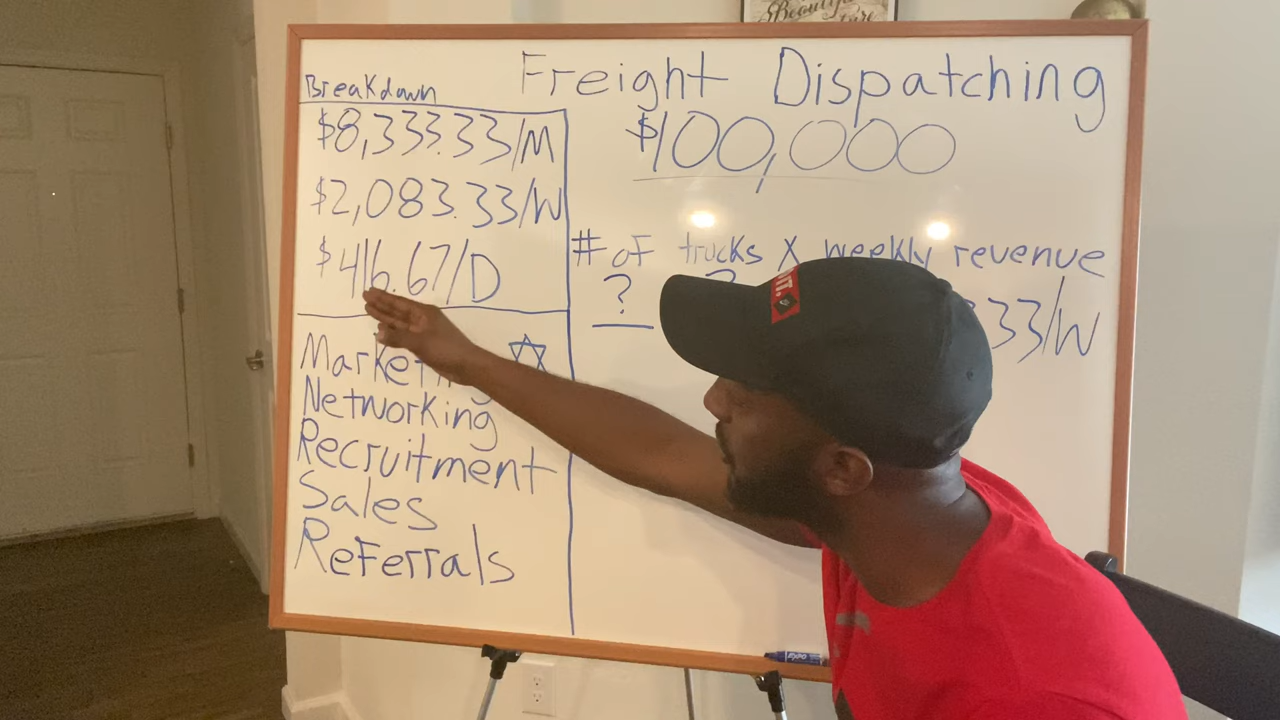 Breakdown
Freight Dispatching
$8,333.33/M
$100,000
$2,083.33/W
$416.67/D
# of trucks X weekly revenue
? ?
33/W
Networking
Recruitment
Sales
Referrals
EXPO